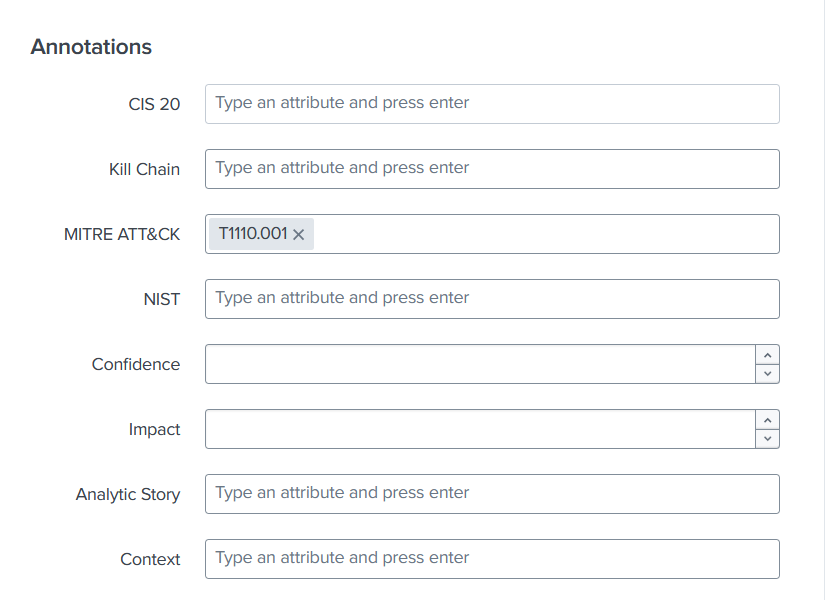 Annotations
CIS 20 Type an attribute and press enter
Kill Chain Type an attribute and press enter
MITRE ATT&CK T1110.001 ×
NIST Type an attribute and press enter
Confidence
Impact
Analytic Story Type an attribute and press enter
Context Type an attribute and press enter